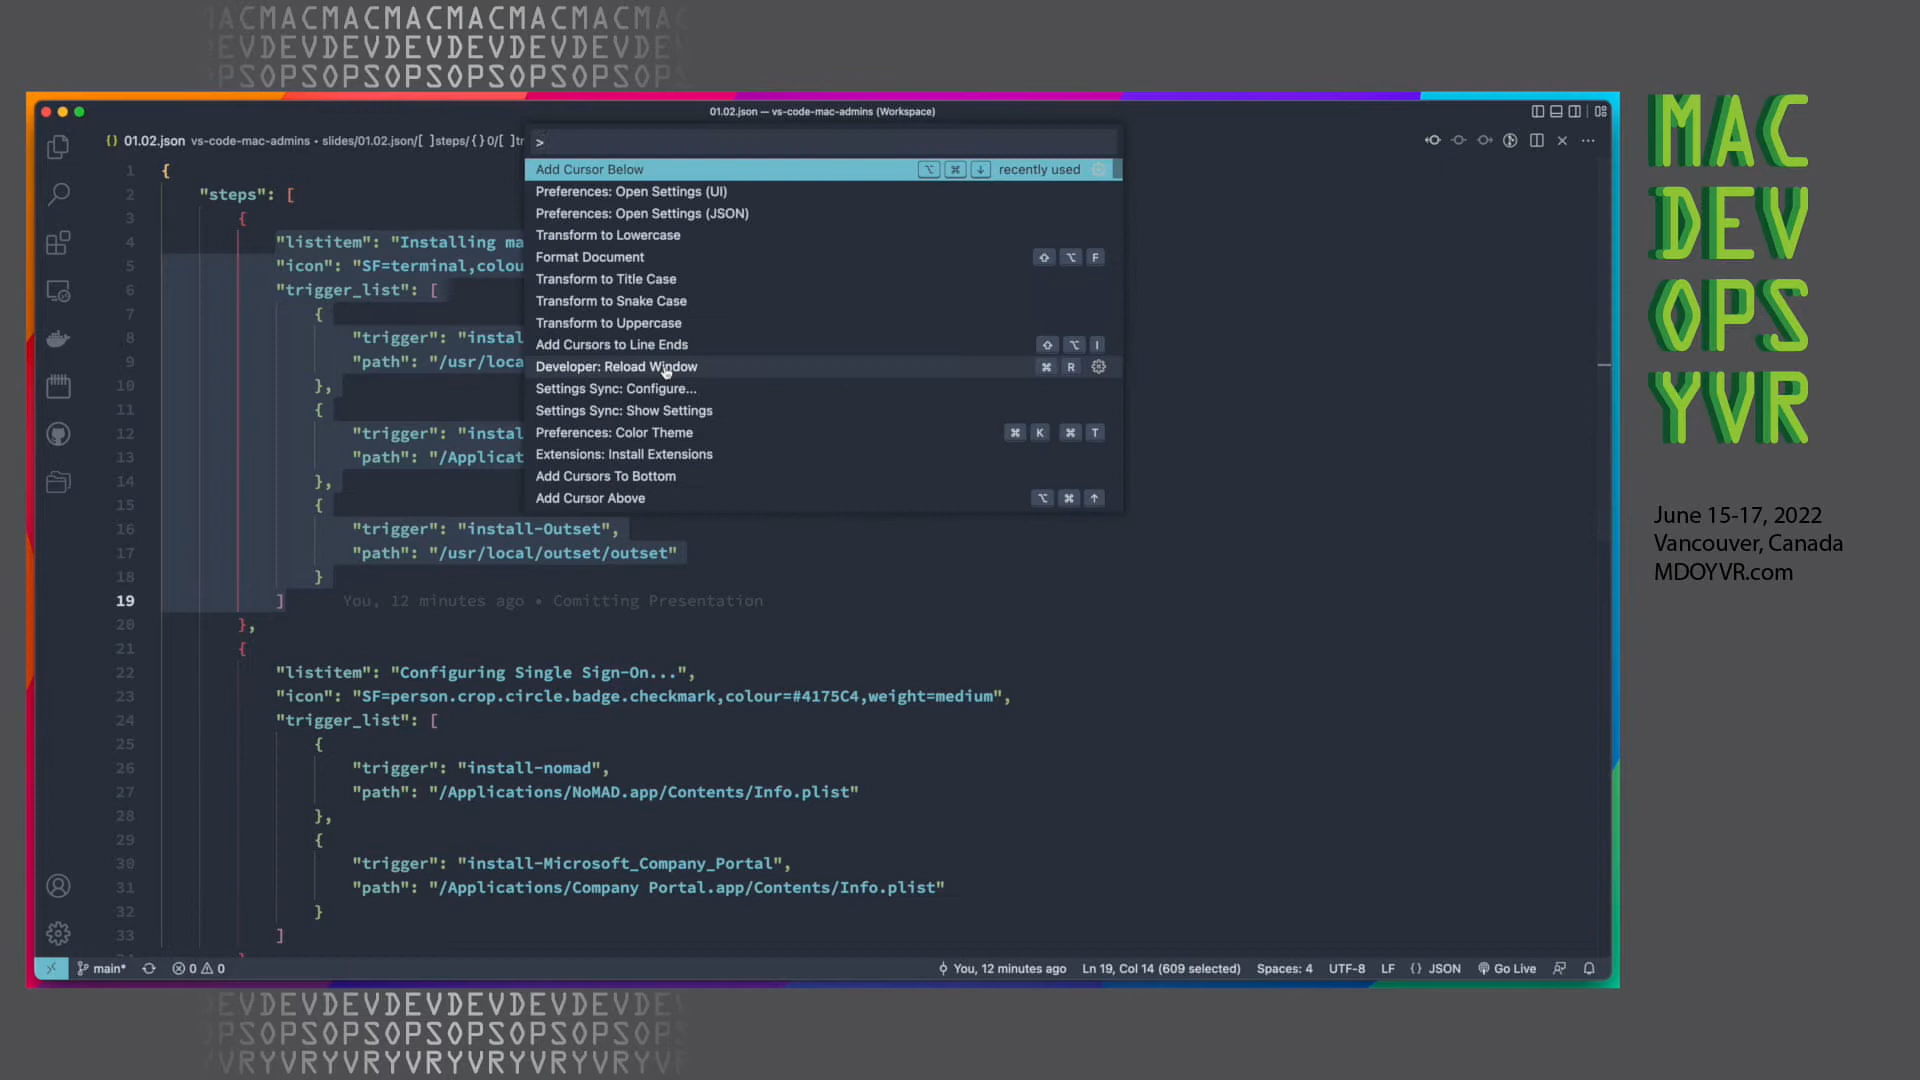 ACMACMACMACMACMACMACMACM
DEVDEVDEVDEVDEVDEVDEVDEV
OPSOPSOPSOPSOPSOPSOPSOPS
01.02.json — vs-code-mac-admins (Workspace)
{} 01.02.json vs-code-mac-admins • slides/01.02.json/[ ]steps/{}0/[ ]tr
>
Add Cursor Below ⌥ ⌘ ↓ recently used
Preferences: Open Settings (UI)
Preferences: Open Settings (JSON)
Transform to Lowercase
Format Document ⇧ ⌥ F
Transform to Title Case
Transform to Snake Case
Transform to Uppercase
Add Cursors to Line Ends ⇧ ⌥ I
Developer: Reload Window ⌘ R
Settings Sync: Configure...
Settings Sync: Show Settings
Preferences: Color Theme ⌘ K ⌘ T
Extensions: Install Extensions
Add Cursors To Bottom
Add Cursor Above ⌥ ⌘ ↑
1 {
2 "steps": [
3 {
4 "listitem": "Installing ma
5 "icon": "SF=terminal,colou
6 "trigger_list": [
7 {
8 "trigger": "instal
9 "path": "/usr/loca
10 },
11 {
12 "trigger": "instal
13 "path": "/Applicat
14 },
15 {
16 "trigger": "install-Outset",
17 "path": "/usr/local/outset/outset"
18 }
19 ] You, 12 minutes ago • Comitting Presentation
20 },
21 {
22 "listitem": "Configuring Single Sign-On...",
23 "icon": "SF=person.crop.circle.badge.checkmark,colour=#4175C4,weight=medium",
24 "trigger_list": [
25 {
26 "trigger": "install-nomad",
27 "path": "/Applications/NoMAD.app/Contents/Info.plist"
28 },
29 {
30 "trigger": "install-Microsoft_Company_Portal",
31 "path": "/Applications/Company Portal.app/Contents/Info.plist"
32 }
33 ]
main* 0 0 You, 12 minutes ago Ln 19, Col 14 (609 selected) Spaces: 4 UTF-8 LF {} JSON Go Live
MAC
DEV
OPS
YVR
June 15-17, 2022
Vancouver, Canada
MDOYVR.com
DEVDEVDEVDEVDEVDEVDEVDEV
OPSOPSOPSOPSOPSOPSOPSOPS
YVRYVRYVRYVRYVRYVRYVRYVR